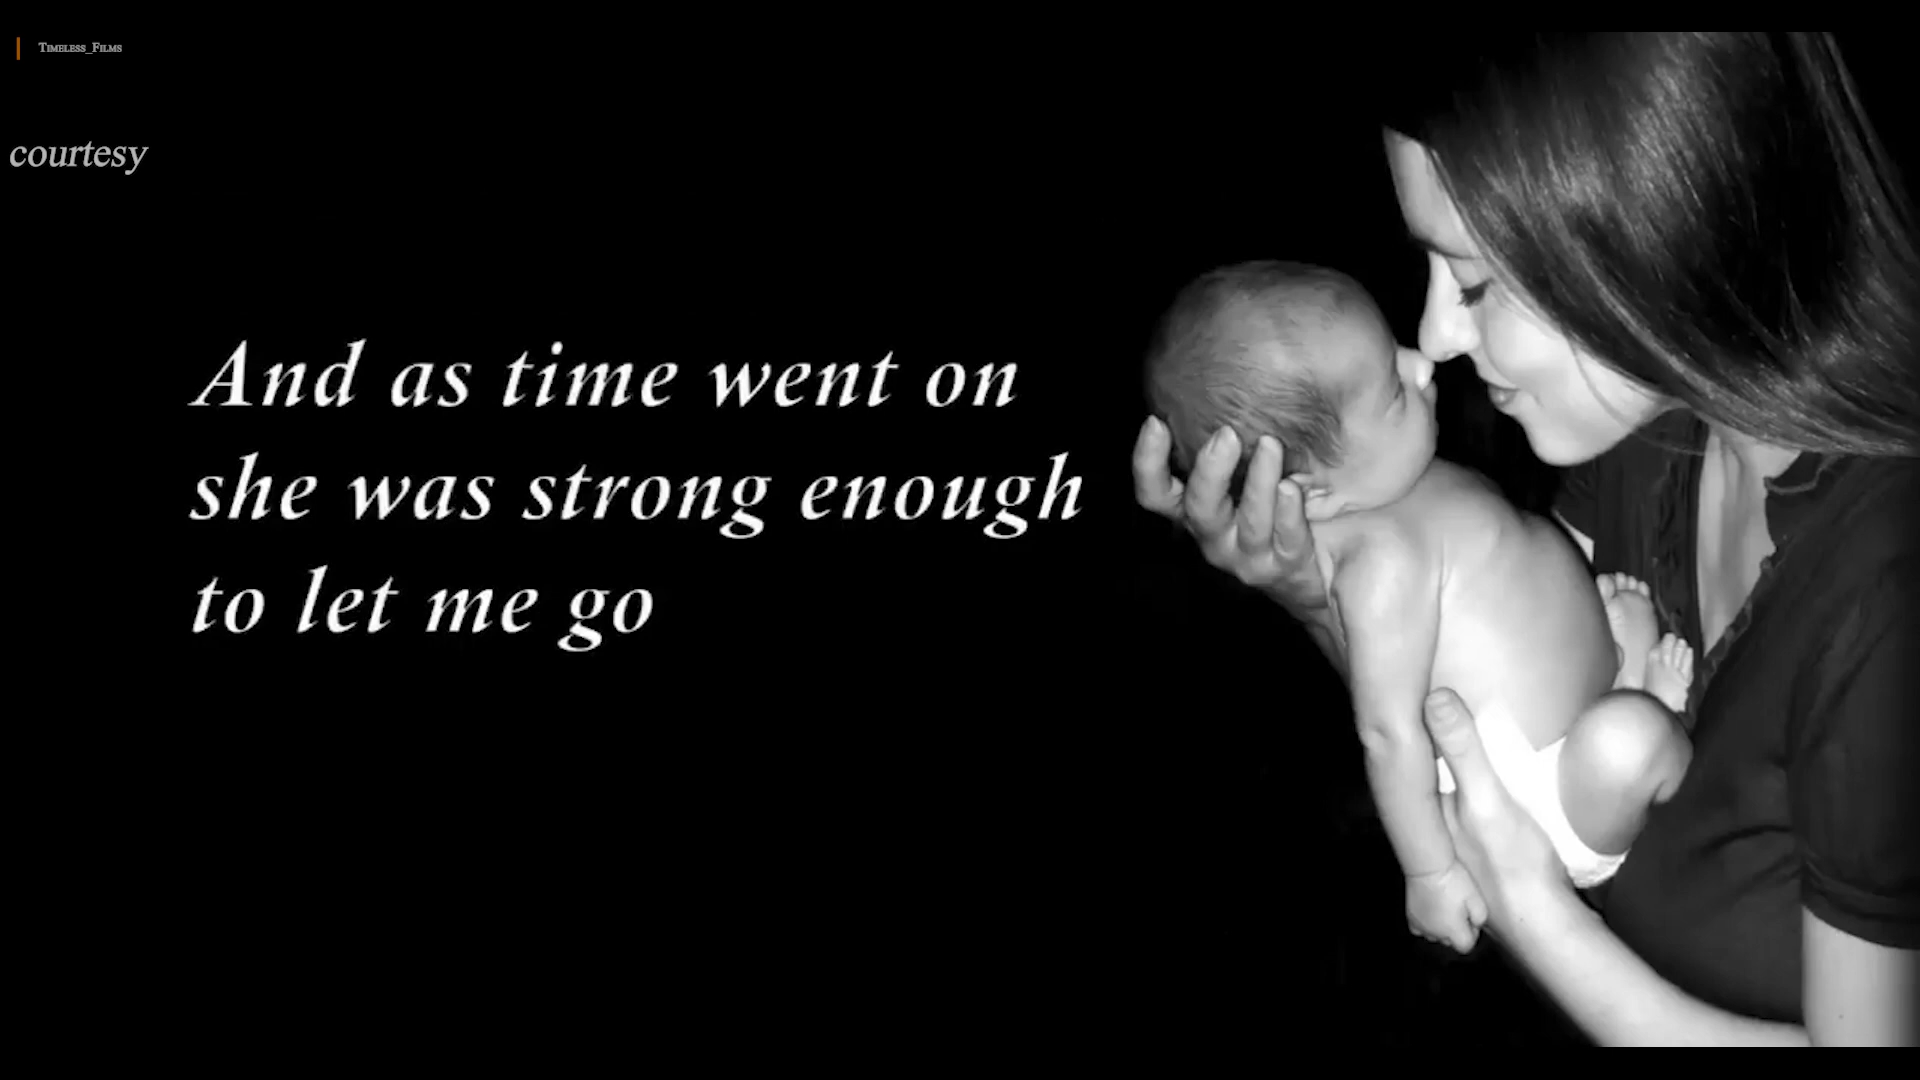 Timeless_Films
courtesy
And as time went on
she was strong enough
to let me go